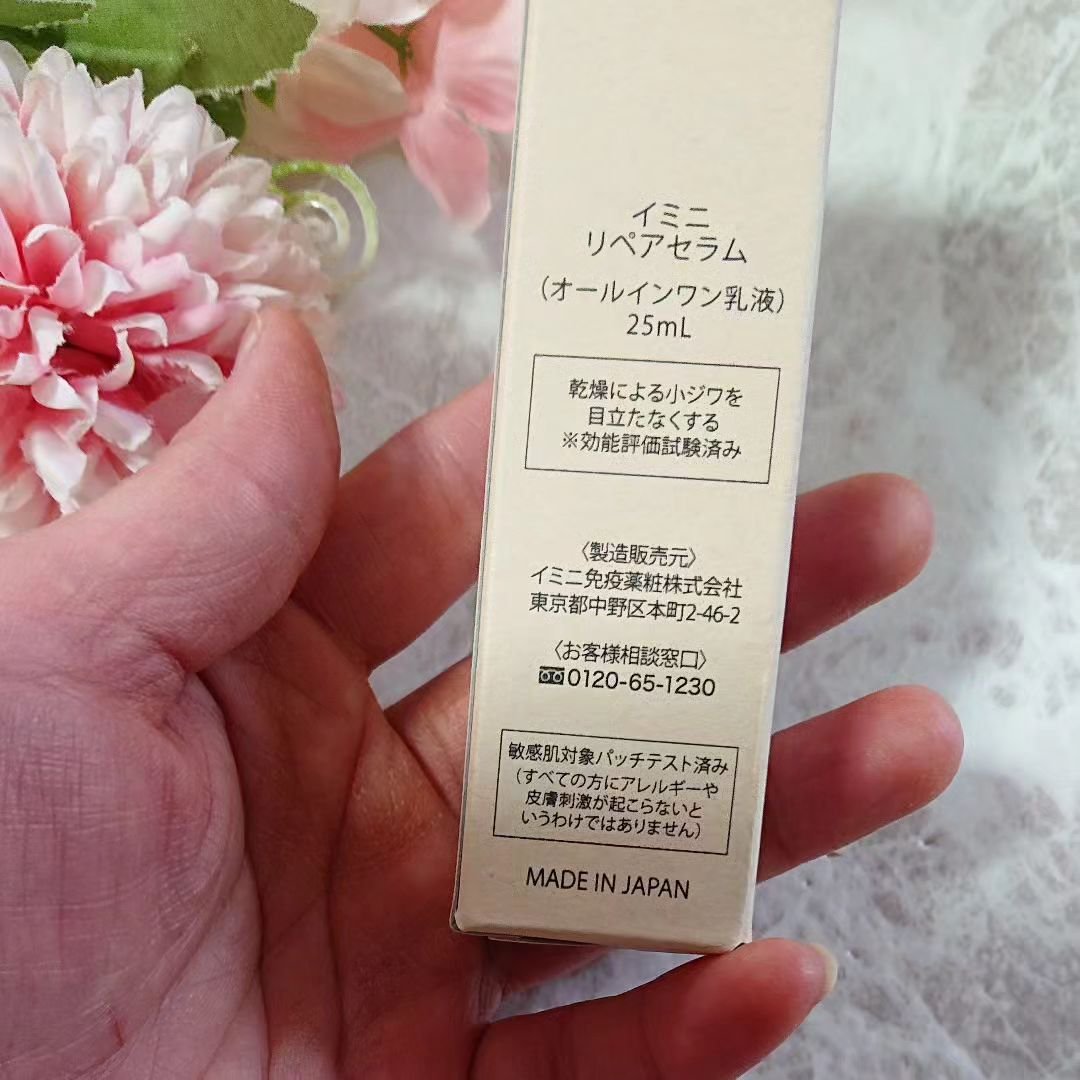 イミニ
リペアセラム
(オールインワン乳液)
25mL
乾燥による小ジワを
目立たなくする
※効能評価試験済み
〈製造販売元〉
イミニ免疫薬粧株式会社
東京都中野区本町2-46-2
〈お客様相談窓口〉
0120-65-1230
敏感肌対象パッチテスト済み
(すべての方にアレルギーや
皮膚刺激が起こらないと
いうわけではありません)
MADE IN JAPAN